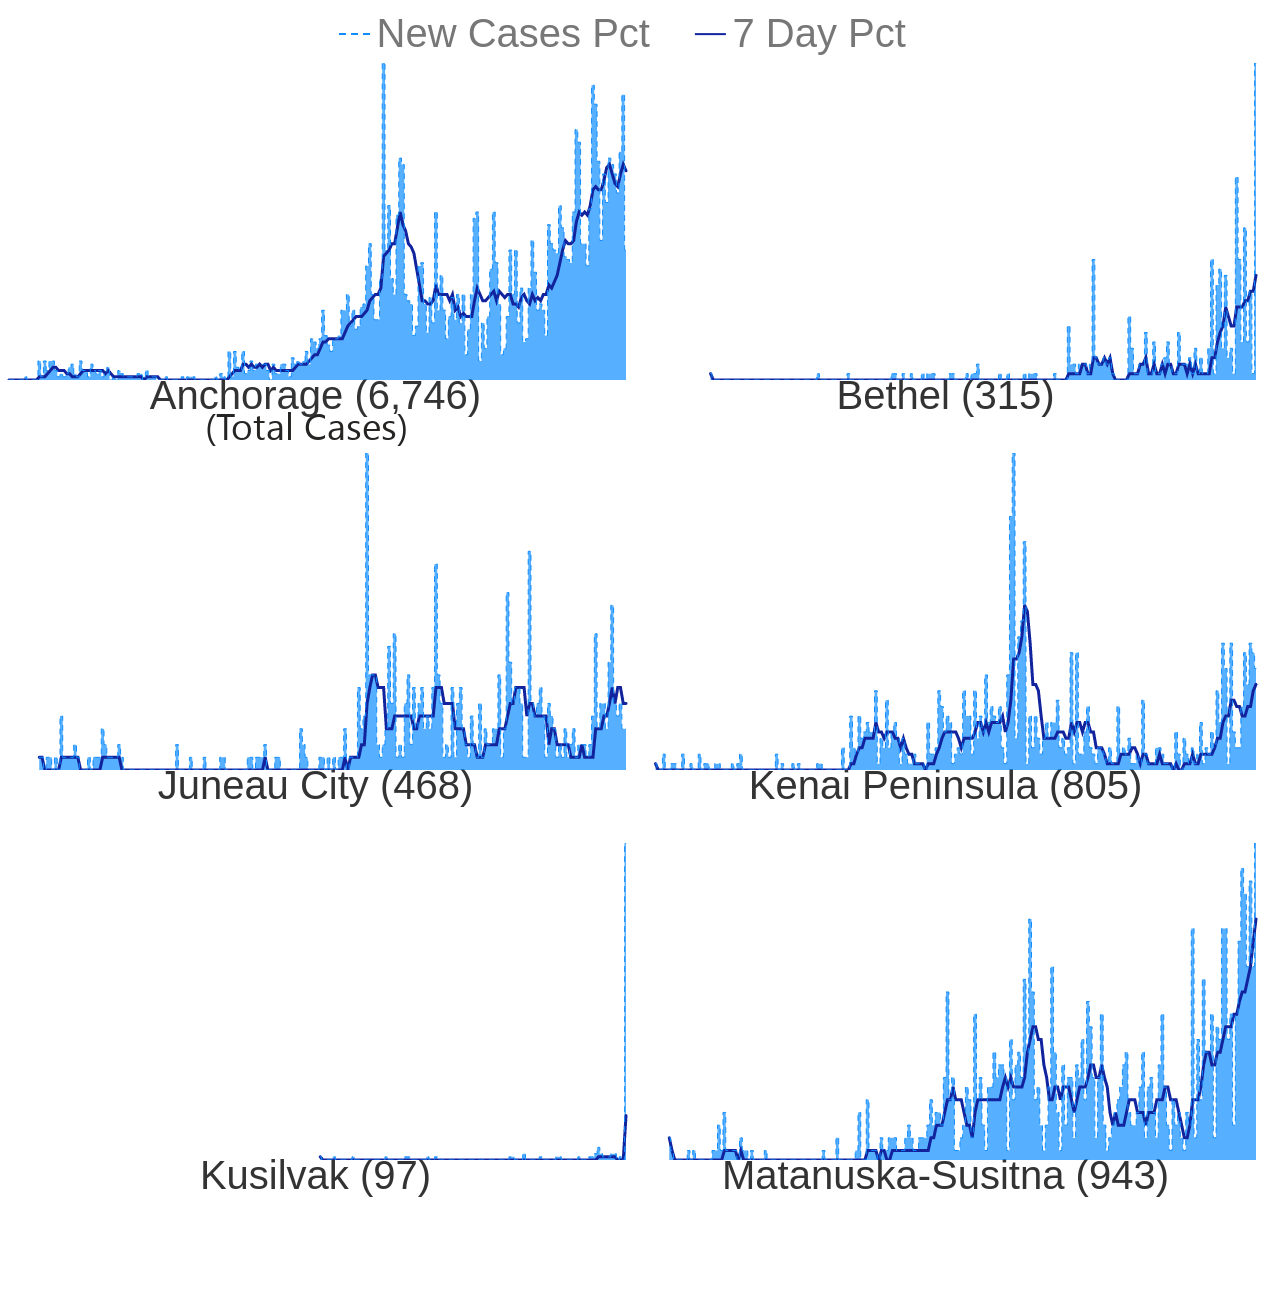 New Cases Pct 7 Day Pct
Anchorage (6,746) Bethel (315)
(Total Cases)
Juneau City (468) Kenai Peninsula (805)
Kusilvak (97) Matanuska-Susitna (943)